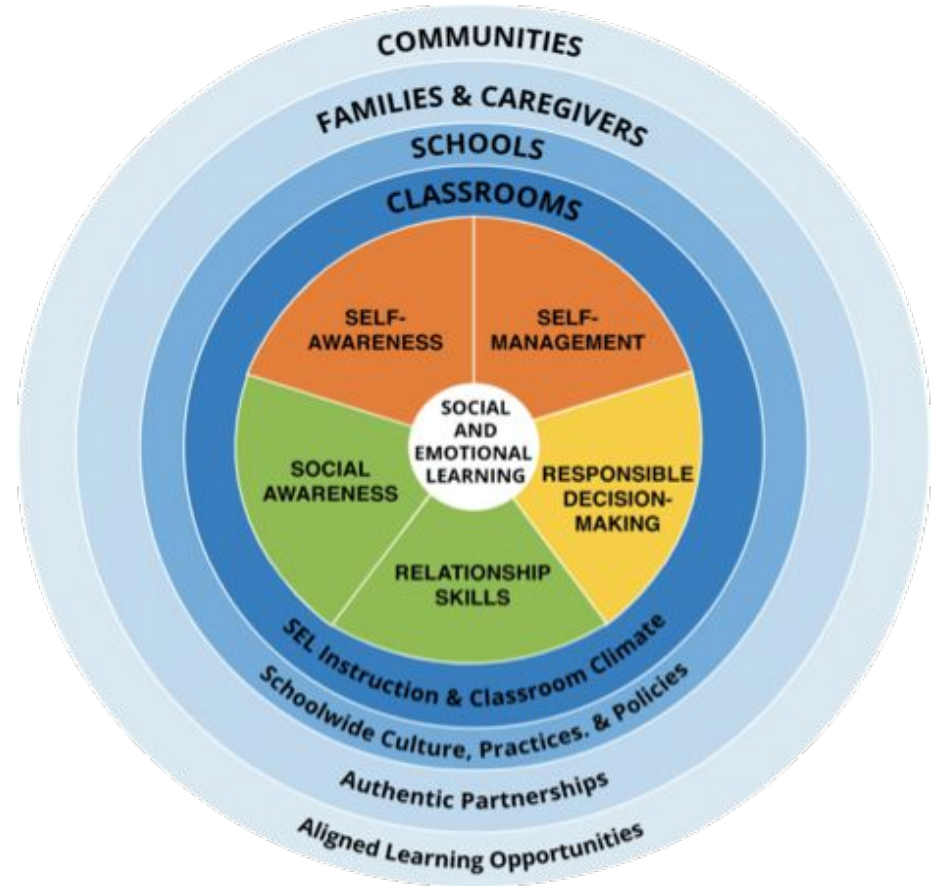 COMMUNITIES
FAMILIES & CAREGIVERS
SCHOOLS
CLASSROOMS
SELF-
AWARENESS
SELF-
MANAGEMENT
SOCIAL
AND
EMOTIONAL
LEARNING
SOCIAL
AWARENESS
RESPONSIBLE
DECISION-
MAKING
RELATIONSHIP
SKILLS
SEL Instruction & Classroom Climate
Schoolwide Culture, Practices. & Policies
Authentic Partnerships
Aligned Learning Opportunities